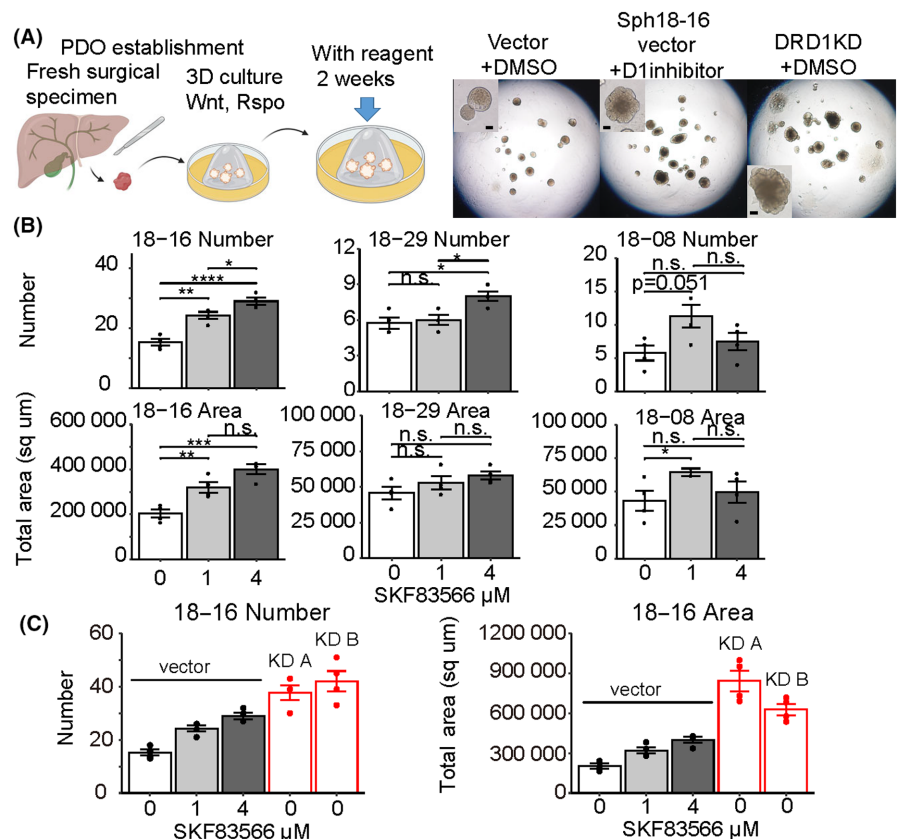 (A)
PDO establishment
Fresh surgical
specimen
3D culture
Wnt, Rspo
With reagent
2 weeks
Vector
+DMSO
Sph18-16
vector
+D1inhibitor
DRD1KD
+DMSO
(B)
18−16 Number
Number
40
20
0
**
****
*
18−29 Number
12
9
6
3
0
n.s.
*
*
18−08 Number
20
15
10
5
0
p=0.051
n.s.
n.s.
18−16 Area
Total area (sq um)
600 000
400 000
200 000
0
**
***
n.s.
0
1
4
18−29 Area
100 000
75 000
50 000
25 000
0
n.s.
n.s.
n.s.
0
1
4
SKF83566 µM
18−08 Area
100 000
75 000
50 000
25 000
0
*
n.s.
n.s.
0
1
4
(C)
18−16 Number
Number
60
40
20
0
vector
KD A
KD B
0
1
4
0
0
SKF83566 µM
18−16 Area
Total area (sq um)
1200 000
900 000
600 000
300 000
0
vector
KD A
KD B
0
1
4
0
0
SKF83566 µM